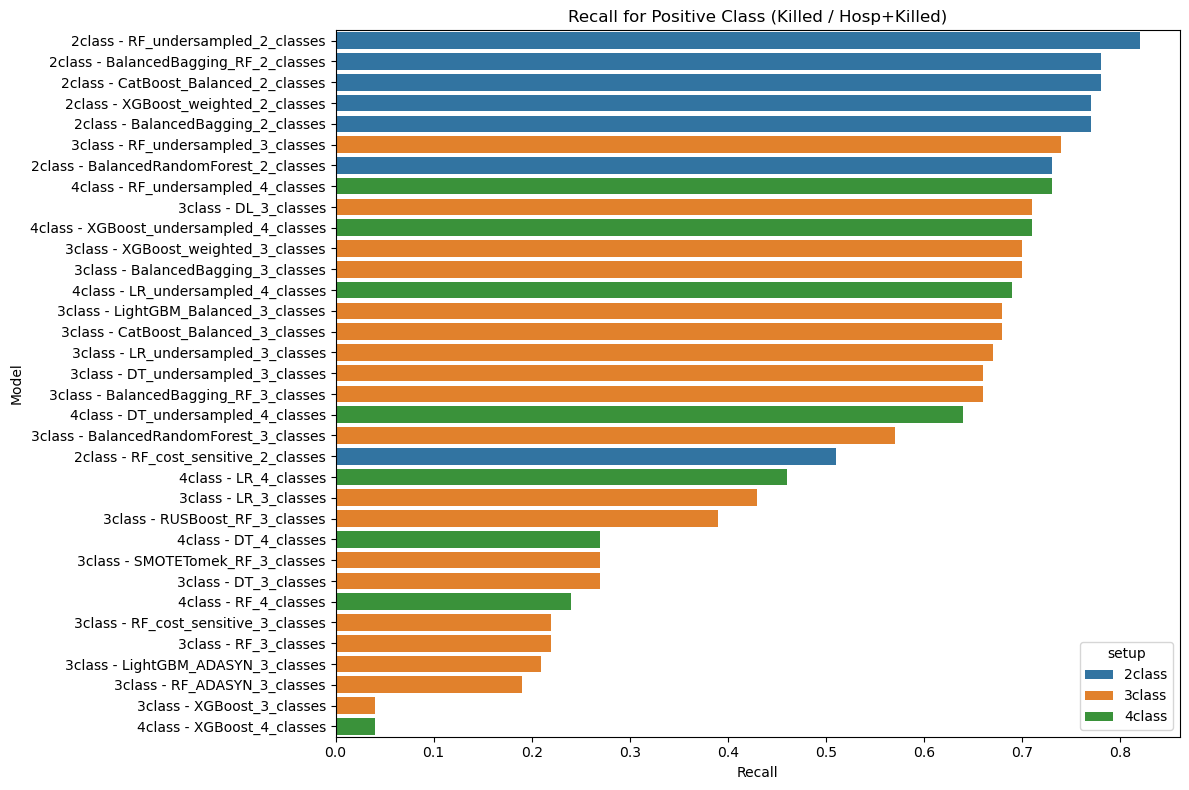 Recall for Positive Class (Killed / Hosp+Killed)
2class - RF_undersampled_2_classes
2class - BalancedBagging_RF_2_classes
2class - CatBoost_Balanced_2_classes
2class - XGBoost_weighted_2_classes
2class - BalancedBagging_2_classes
3class - RF_undersampled_3_classes
2class - BalancedRandomForest_2_classes
4class - RF_undersampled_4_classes
3class - DL_3_classes
4class - XGBoost_undersampled_4_classes
3class - XGBoost_weighted_3_classes
3class - BalancedBagging_3_classes
4class - LR_undersampled_4_classes
3class - LightGBM_Balanced_3_classes
3class - CatBoost_Balanced_3_classes
3class - LR_undersampled_3_classes
3class - DT_undersampled_3_classes
3class - BalancedBagging_RF_3_classes
4class - DT_undersampled_4_classes
3class - BalancedRandomForest_3_classes
2class - RF_cost_sensitive_2_classes
4class - LR_4_classes
3class - LR_3_classes
3class - RUSBoost_RF_3_classes
4class - DT_4_classes
3class - SMOTETomek_RF_3_classes
3class - DT_3_classes
4class - RF_4_classes
3class - RF_cost_sensitive_3_classes
3class - RF_3_classes
3class - LightGBM_ADASYN_3_classes
3class - RF_ADASYN_3_classes
3class - XGBoost_3_classes
4class - XGBoost_4_classes
Model
setup
2class
3class
4class
0.0 0.1 0.2 0.3 0.4 0.5 0.6 0.7 0.8
Recall